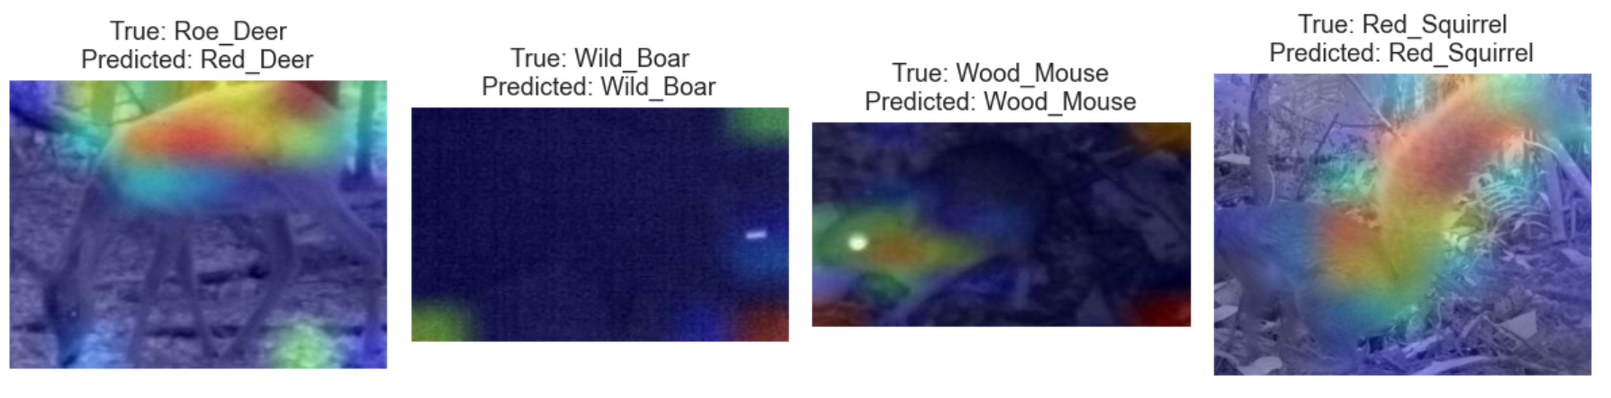 True: Roe_Deer
Predicted: Red_Deer
True: Wild_Boar
Predicted: Wild_Boar
True: Wood_Mouse
Predicted: Wood_Mouse
True: Red_Squirrel
Predicted: Red_Squirrel